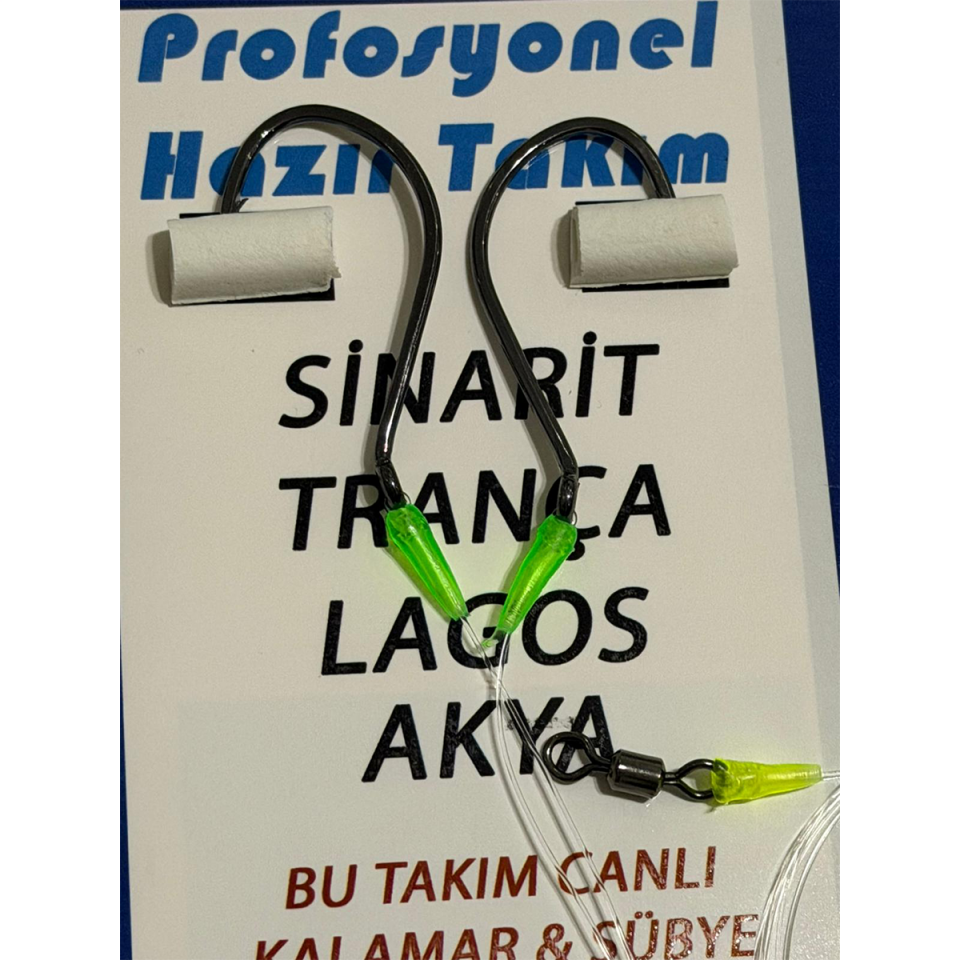 Profosyonel
Hazır Takım
SİNARİT
TRANÇA
LAGOS
AKYA
BU TAKIM CANLI
KALAMAR & SÜBYE